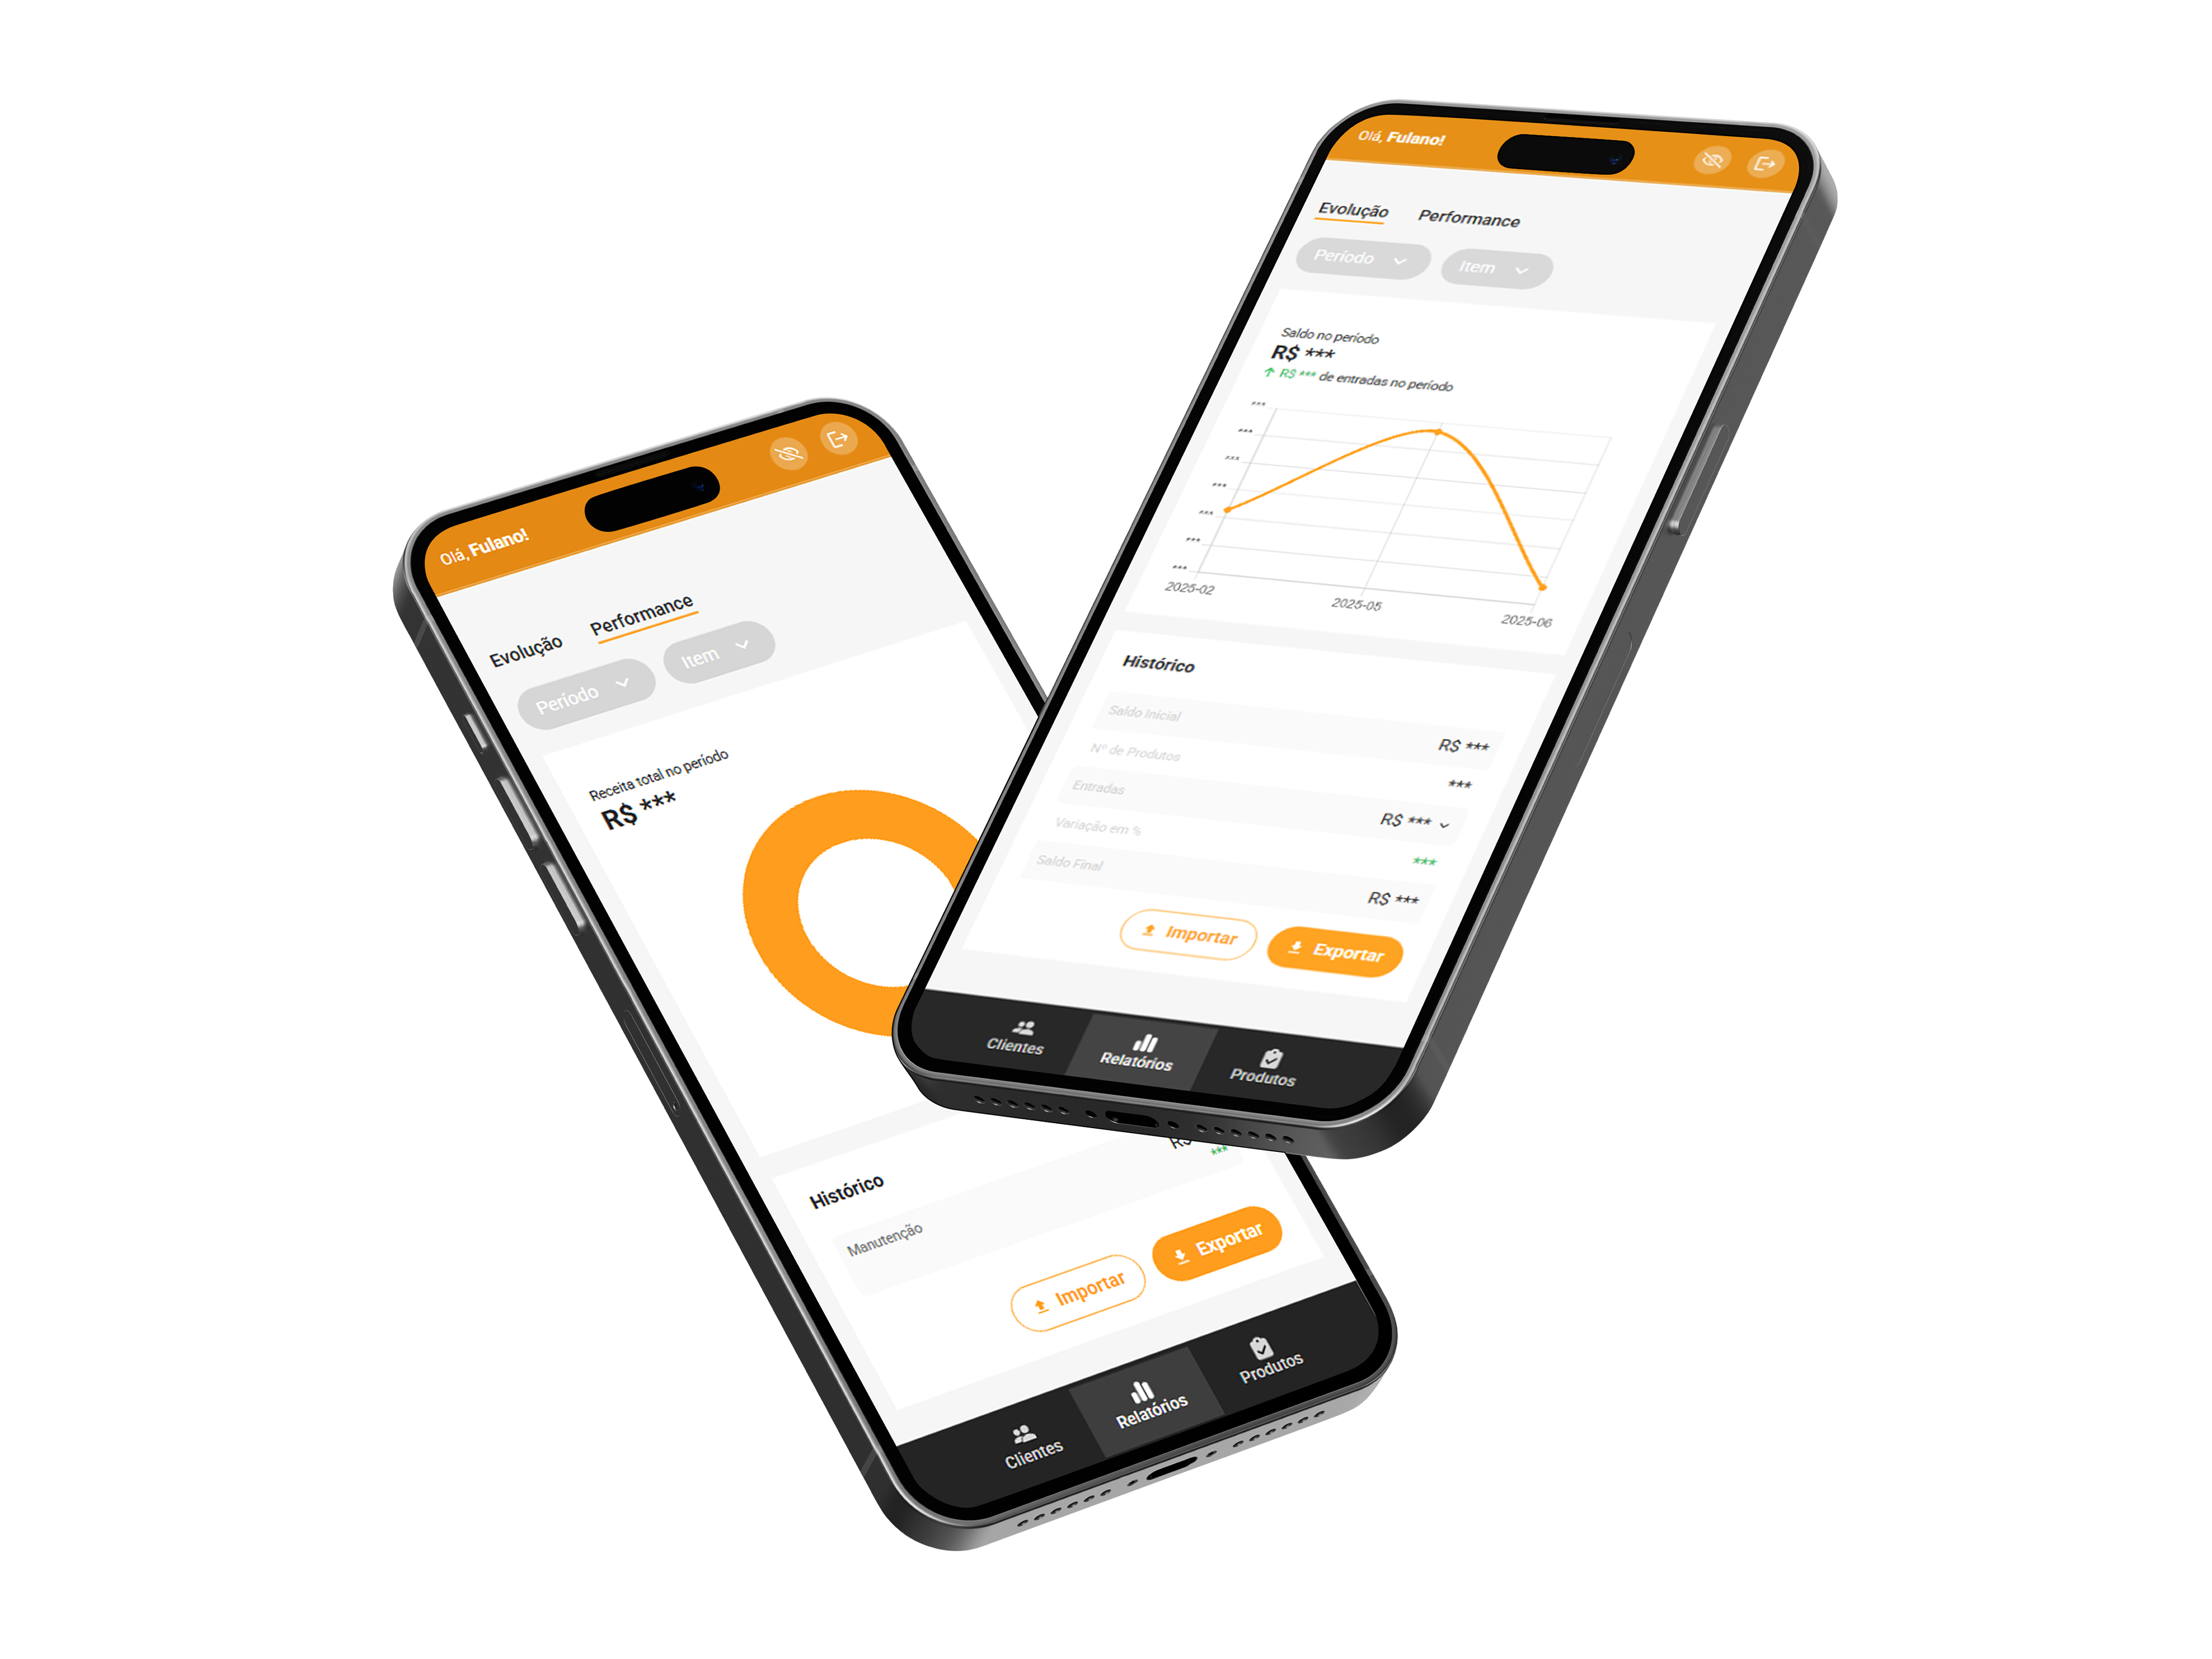 Olá, Fulano!
Evolução Performance
Período Item
Receita total no período
R$ ***
Histórico
R$
***
Manutenção
Importar Exportar
Clientes Relatórios Produtos
Olá, Fulano!
Evolução Performance
Período Item
Saldo no período
R$ ***
R$ *** de entradas no período
***
***
***
***
***
***
***
2025-02 2025-05 2025-06
Histórico
Saldo Inicial R$ ***
Nº de Produtos ***
Entradas R$ ***
Variação em % ***
Saldo Final R$ ***
Importar Exportar
Clientes Relatórios Produtos